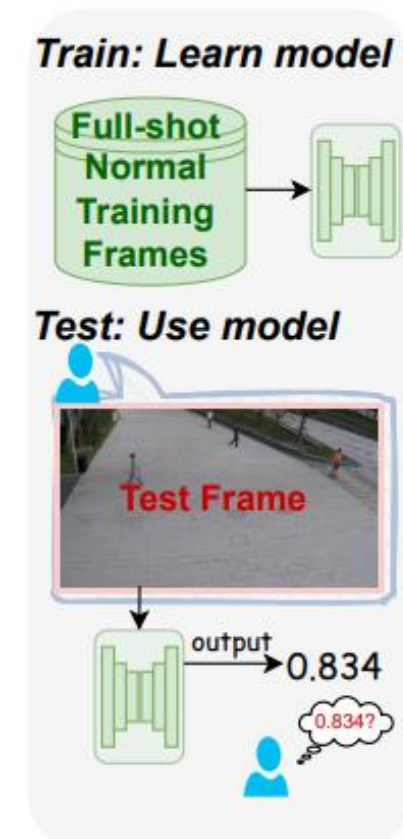 Train: Learn model
Full-shot
Normal
Training
Frames
Test: Use model
Test Frame
output
0.834
0.834?